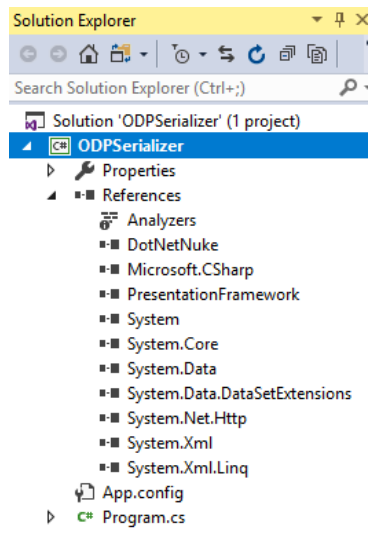 Solution Explorer
Search Solution Explorer (Ctrl+;)
Solution 'ODPSerializer' (1 project)
C# ODPSerializer
Properties
References
Analyzers
DotNetNuke
Microsoft.CSharp
PresentationFramework
System
System.Core
System.Data
System.Data.DataSetExtensions
System.Net.Http
System.Xml
System.Xml.Linq
App.config
C# Program.cs